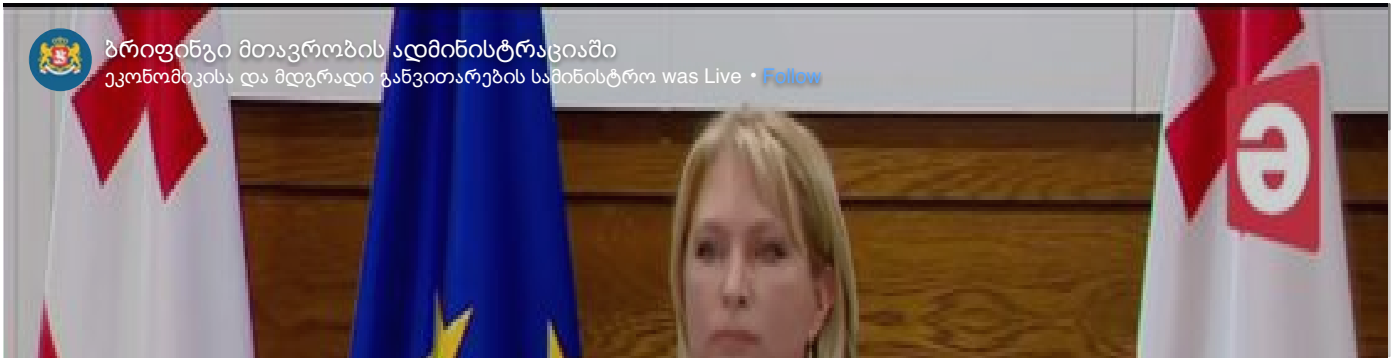 ბრიფინგი მთავრობის ადმინისტრაციაში
ეკონომიკისა და მდგრადი განვითარების სამინისტრო was Live • Follow
ə